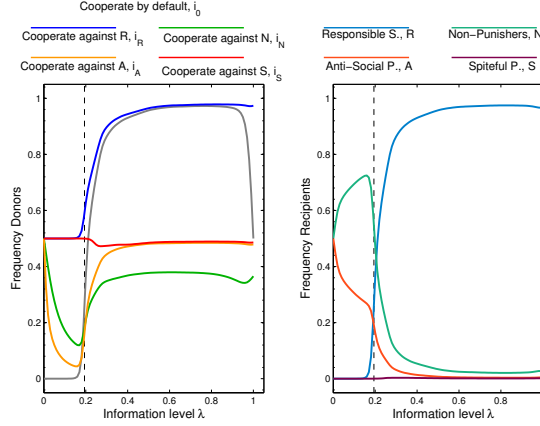 Cooperate by default, i0
Cooperate against R, iR
Cooperate against N, iN
Cooperate against A, iA
Cooperate against S, iS
Responsible S., R
Non-Punishers, N
Anti-Social P., A
Spiteful P., S
Frequency Donors
1
0.8
0.6
0.4
0.2
0
0 0.2 0.4 0.6 0.8 1
Information level λ
Frequency Recipients
1
0.8
0.6
0.4
0.2
0
0 0.2 0.4 0.6 0.8 1
Information level λ